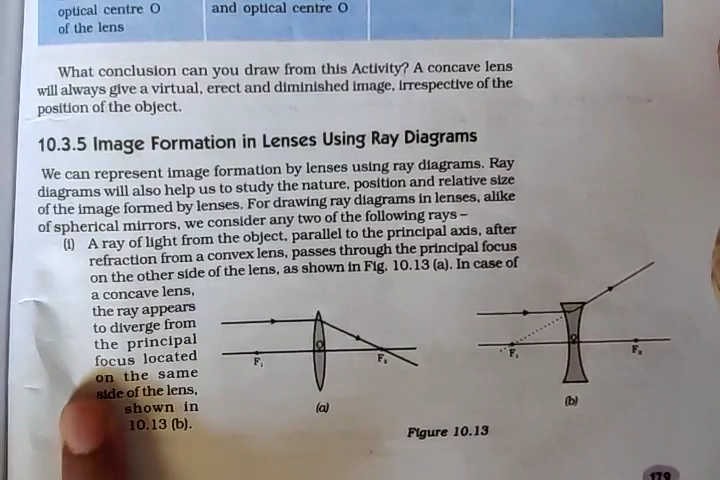 optical centre O
of the lens
and optical centre O
What conclusion can you draw from this Activity? A concave lens
will always give a virtual, erect and diminished image, irrespective of the
position of the object.
10.3.5 Image Formation in Lenses Using Ray Diagrams
We can represent image formation by lenses using ray diagrams. Ray
diagrams will also help us to study the nature, position and relative size
of the image formed by lenses. For drawing ray diagrams in lenses, alike
of spherical mirrors, we consider any two of the following rays –
(i) A ray of light from the object, parallel to the principal axis, after
refraction from a convex lens, passes through the principal focus
on the other side of the lens, as shown in Fig. 10.13 (a). In case of
a concave lens,
the ray appears
to diverge from
the principal
focus located
on the same
side of the lens,
shown in
10.13 (b).
F₁
O
F₂
(a)
F₁
O
F₂
(b)
Figure 10.13
179